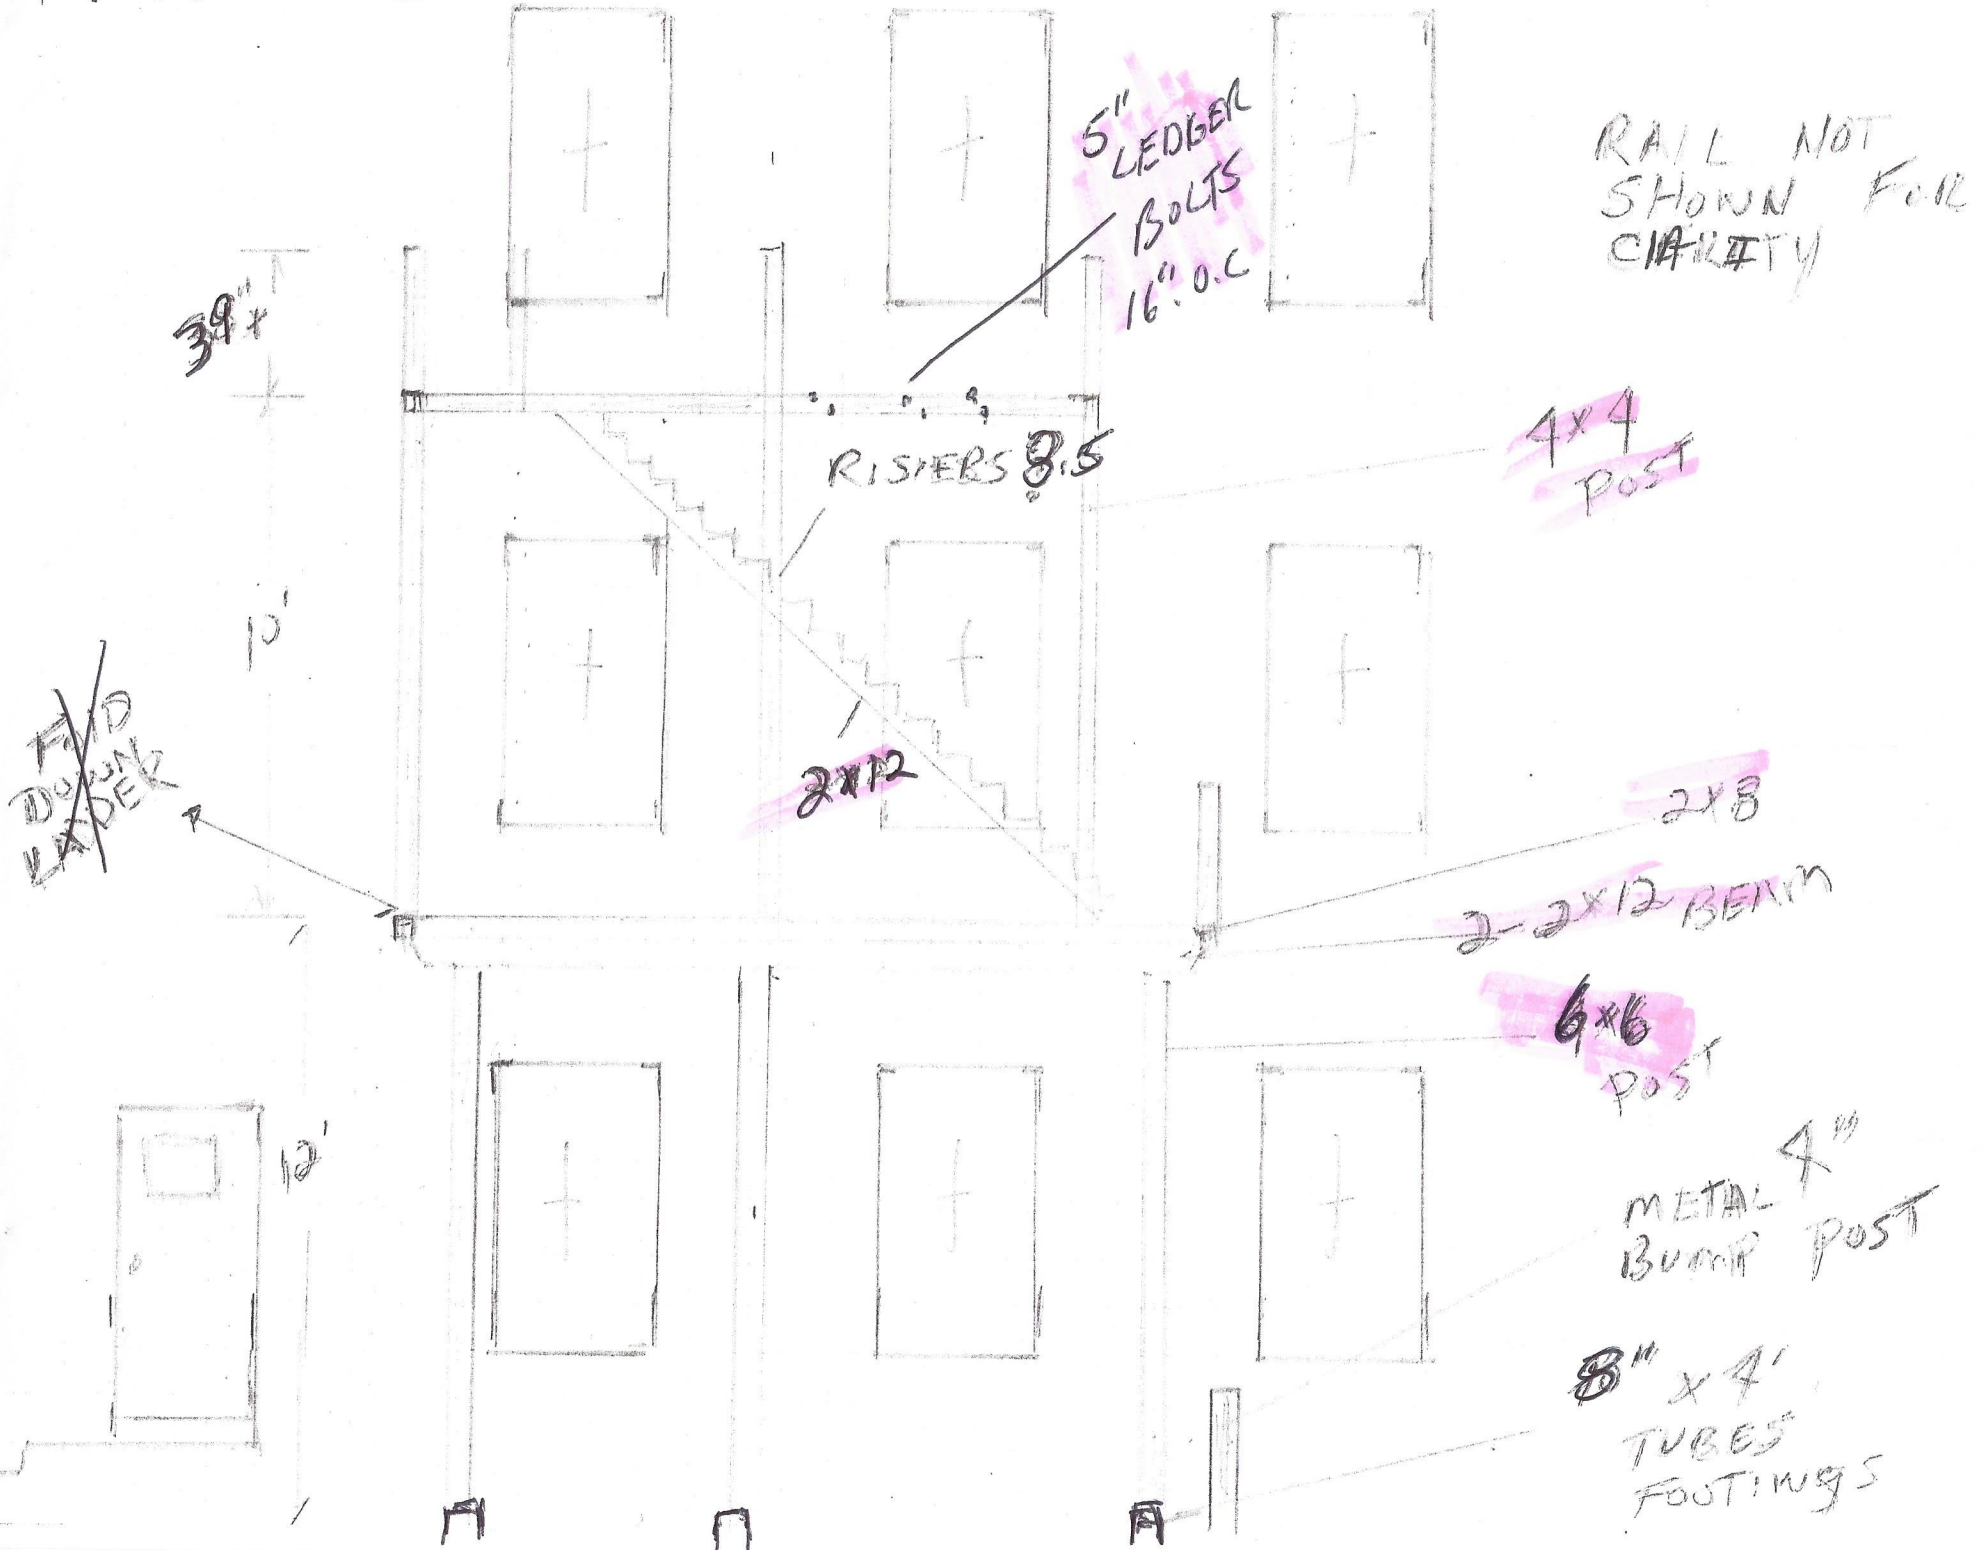 5"
LEDGER
BOLTS
16". O.C
RAIL NOT
SHOWN FOR
CLARITY
39"±
4x4
POST
RISIERS 8.5
10'
FOLD
DOWN
LADDER
2x12
2x8
2-2x12 BEAM
6x6
POST
12'
METAL 4"
BUMP POST
8" x 4'
TUBES
FOOTINGS